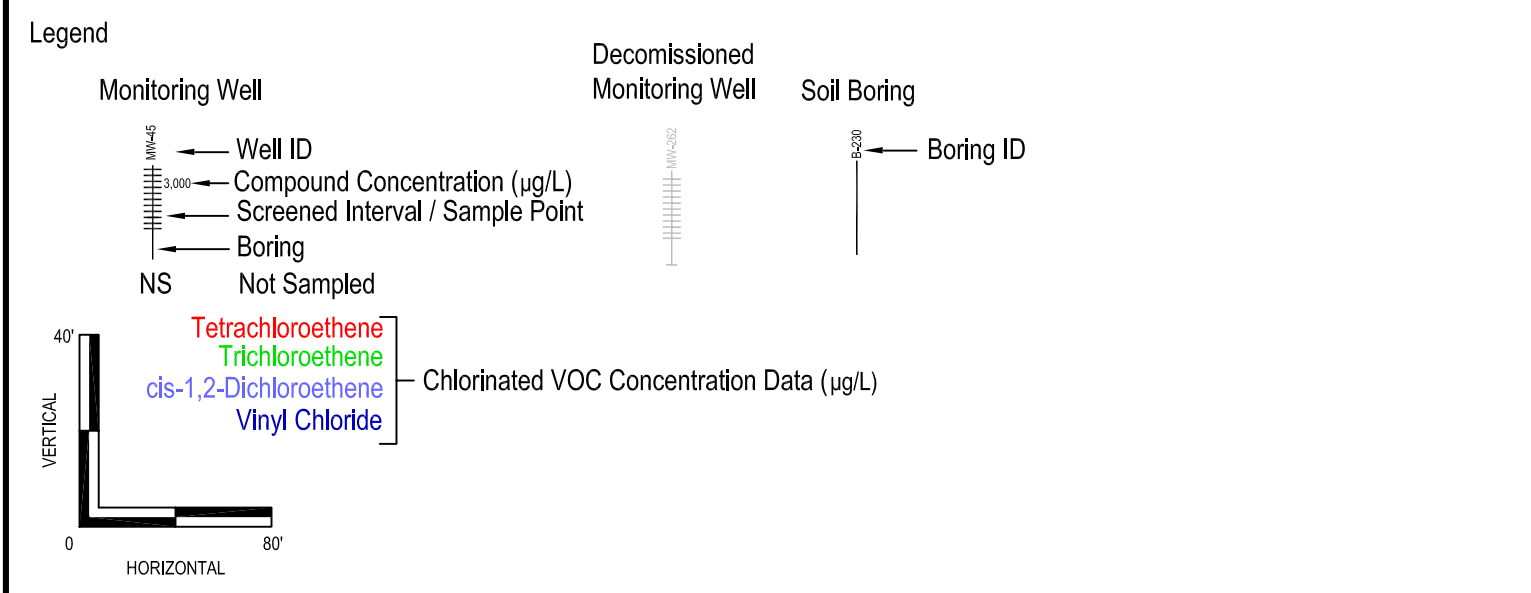 Legend
Decomissioned
Monitoring Well
Monitoring Well
Soil Boring
MW-45
Well ID
3,000
Compound Concentration (µg/L)
Screened Interval / Sample Point
Boring
NS Not Sampled
MW-262
B-230
Boring ID
Tetrachloroethene
Trichloroethene
cis-1,2-Dichloroethene
Vinyl Chloride
Chlorinated VOC Concentration Data (µg/L)
40'
VERTICAL
0
80'
HORIZONTAL